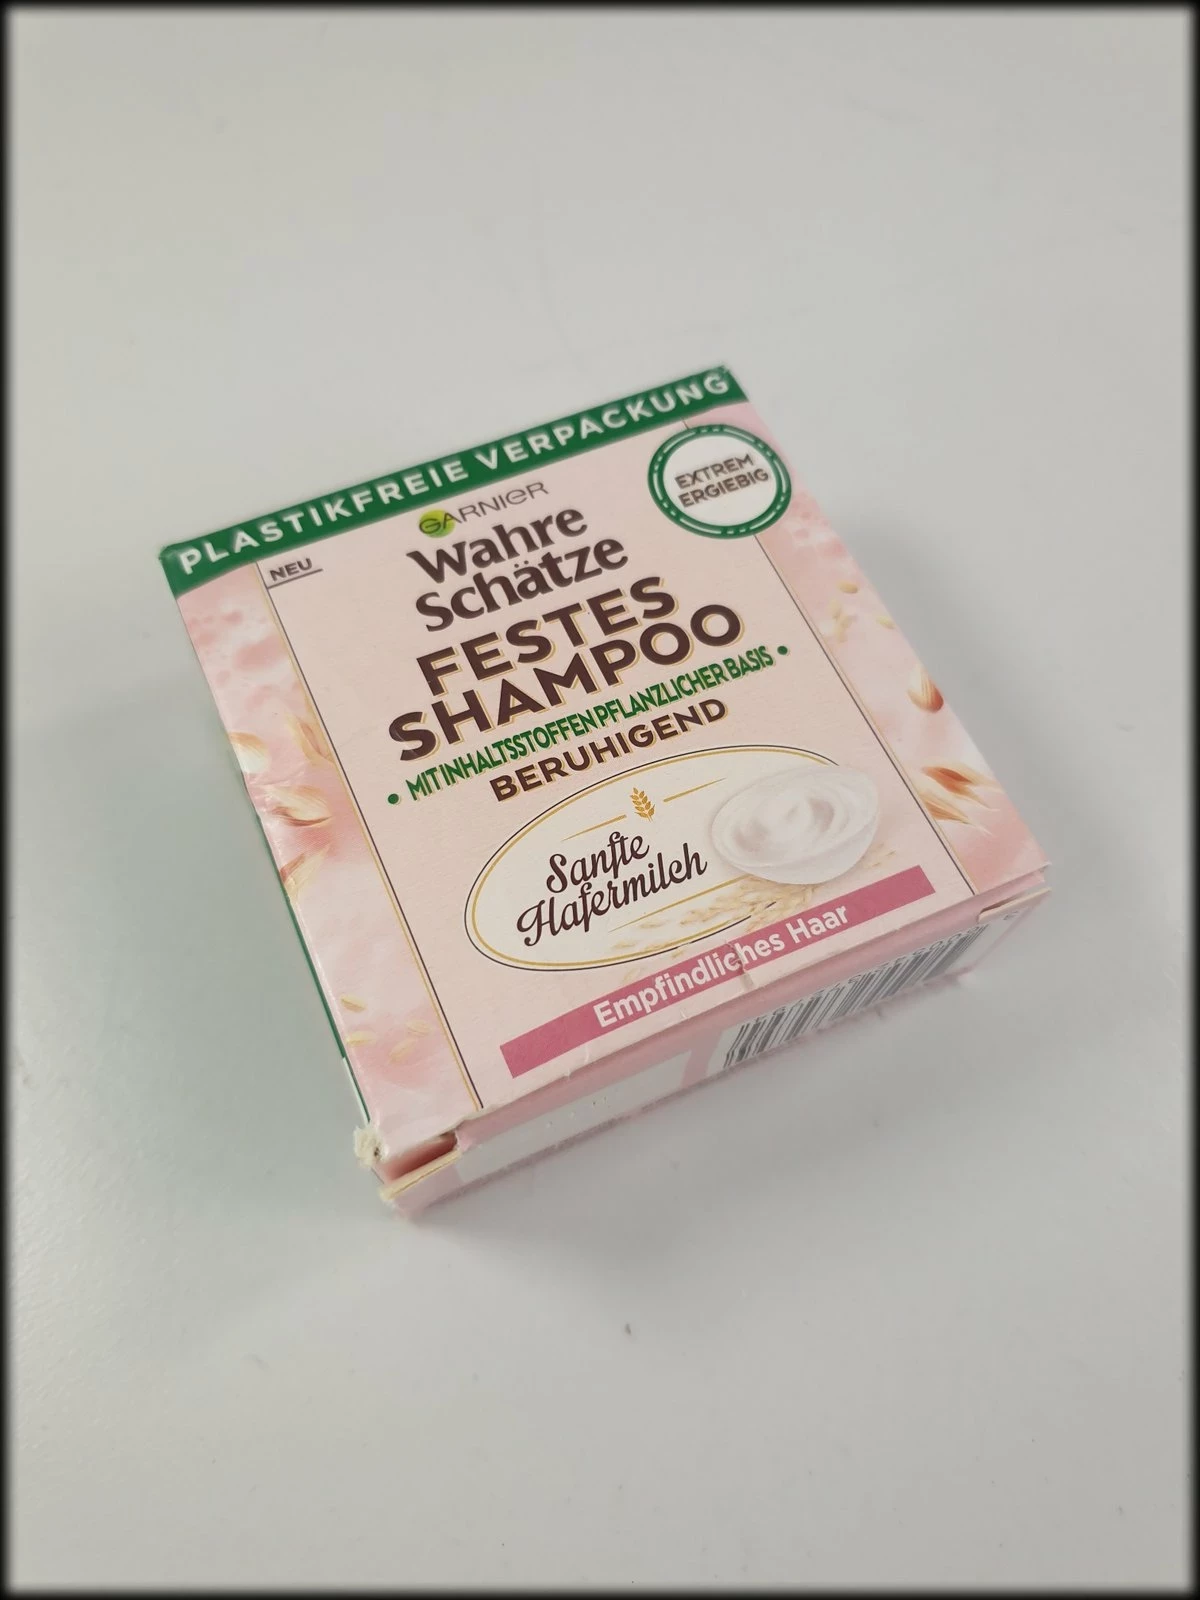 PLASTIKFREIE VERPACKUNG
NEU
GARNIER
EXTREM
ERGIEBIG
Wahre
Schätze
FESTES
SHAMPOO
• MIT INHALTSSTOFFEN PFLANZLICHER BASIS •
BERUHIGEND
Sanfte
Hafermilch
Empfindliches Haar